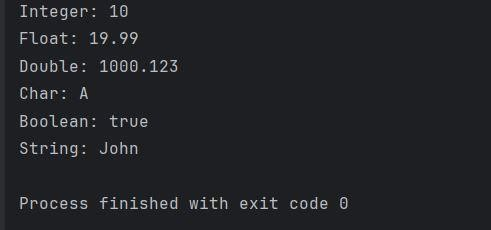 Integer: 10
Float: 19.99
Double: 1000.123
Char: A
Boolean: true
String: John
Process finished with exit code 0